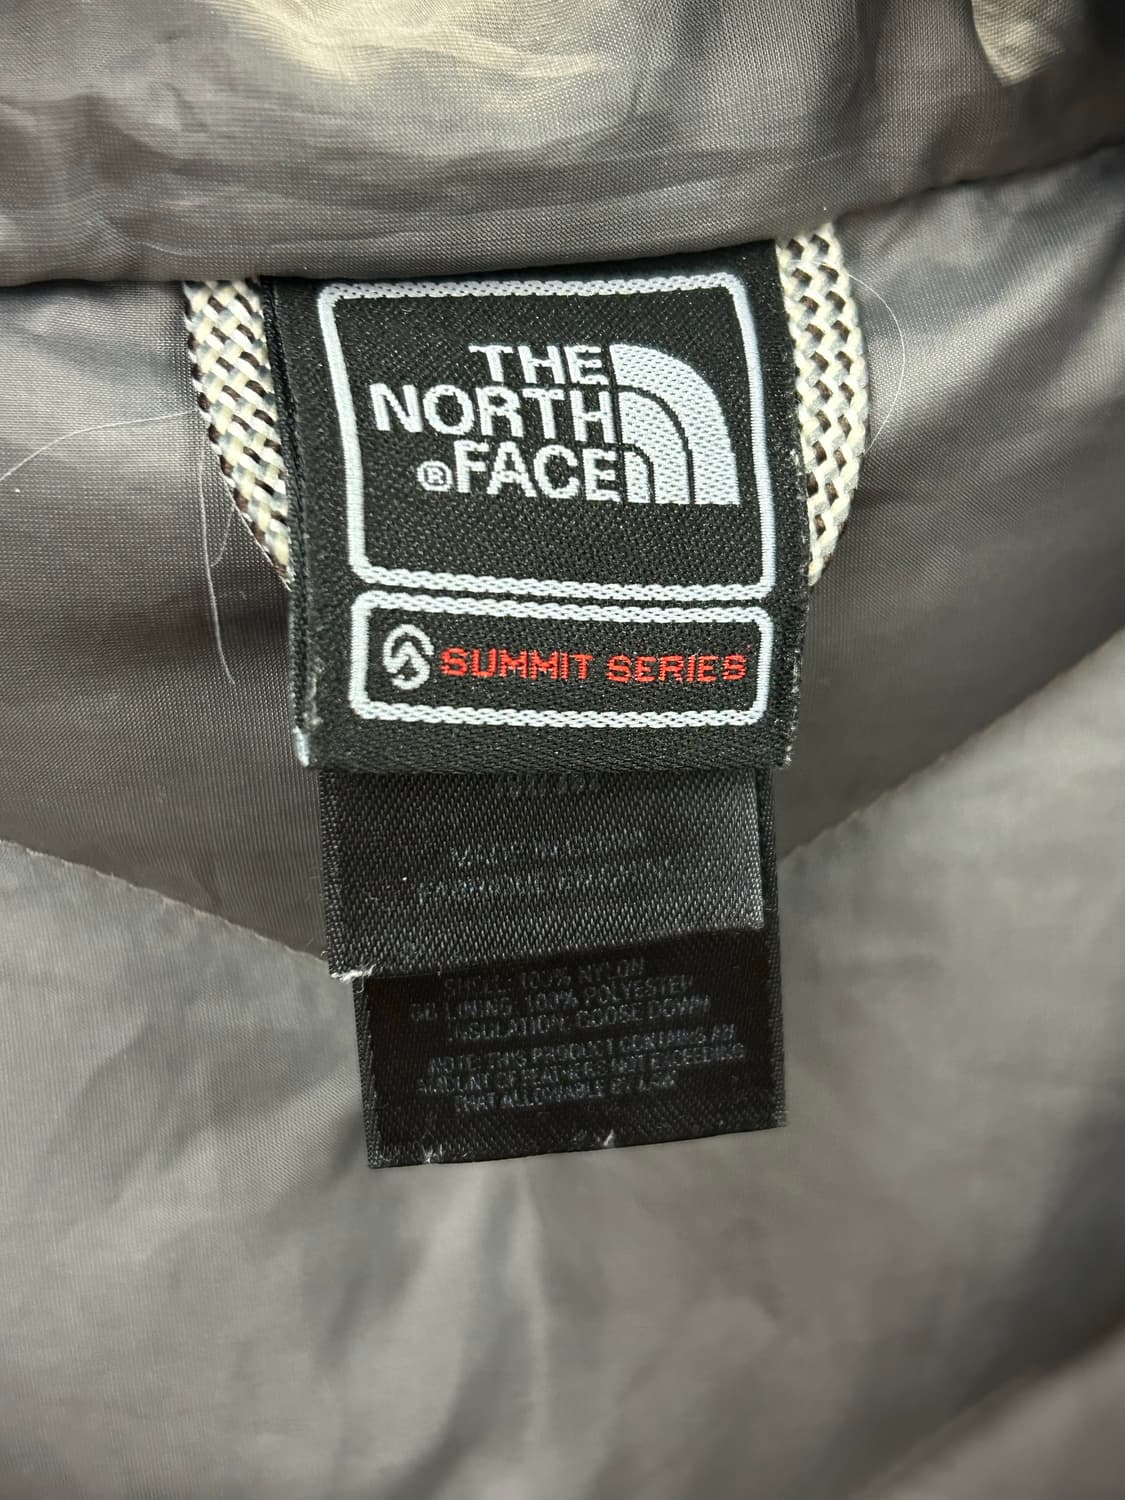 THE
NORTH
®FACE
SUMMIT SERIES
SHELL: 100% NYLON
LINING: 100% POLYESTER
INSULATION: GOOSE DOWN
NOTE: THIS PRODUCT CONTAINS AN
AMOUNT OF LEATHER NOT EXCEEDING
THAT ALLOWABLE BY LAW